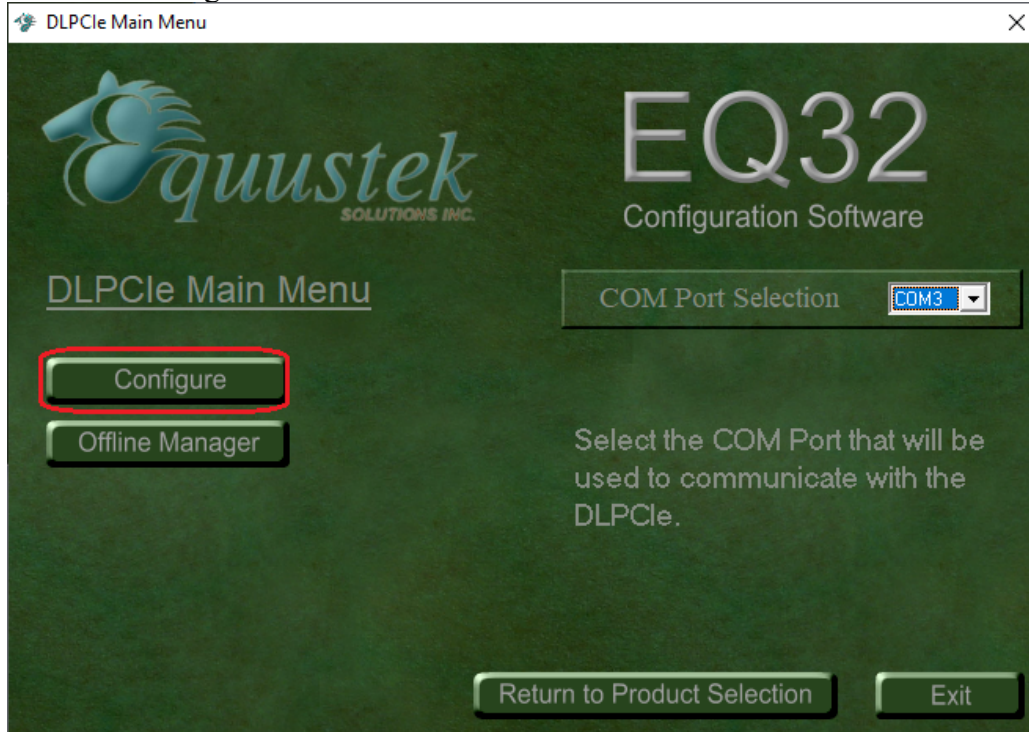 DLPCIe Main Menu
Equustek
SOLUTIONS INC.
EQ32
Configuration Software
DLPCIe Main Menu
COM Port Selection
COM3
Configure
Offline Manager
Select the COM Port that will be
used to communicate with the
DLPCIe.
Return to Product Selection
Exit